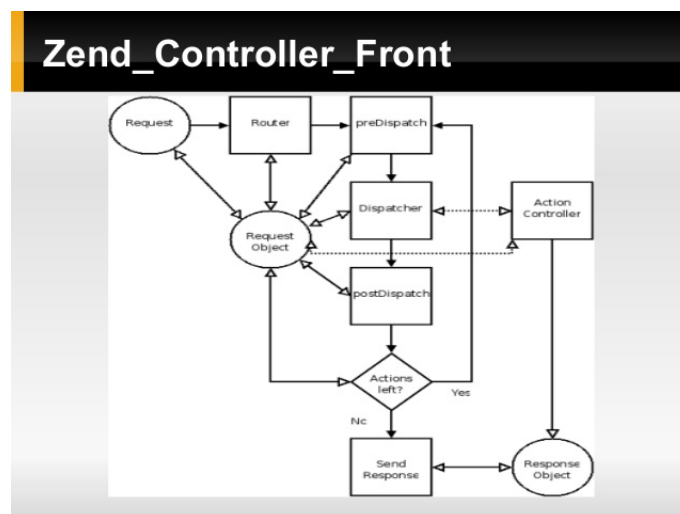 Zend_Controller_Front
Request
Router
preDispatch
Dispatcher
Action
Controller
Request
Object
postDispatch
Actions
left?
Yes
No
Send
Response
Response
Object